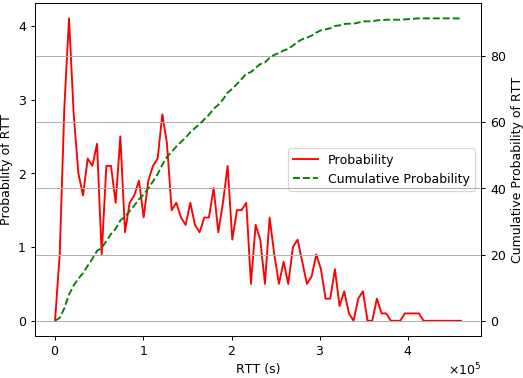 Probability of RTT
4
3
2
1
0
80
60
40
20
0
Cumulative Probability of RTT
Probability
Cumulative Probability
0 1 2 3 4
RTT (s)
×10⁵